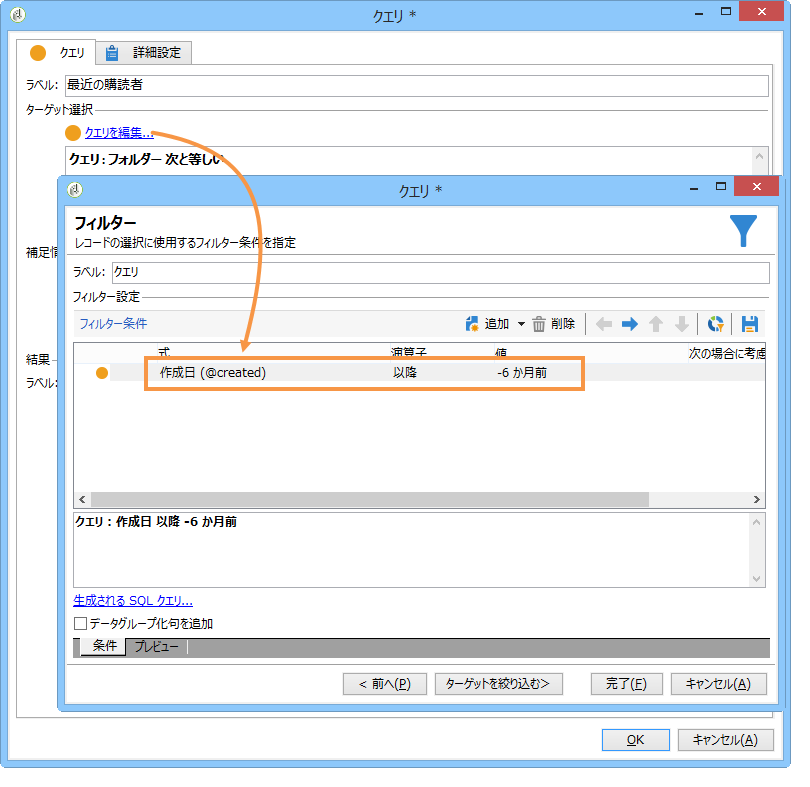 クエリ *
クエリ
詳細設定
ラベル: 最近の購読者
ターゲット選択
クエリを編集...
クエリ: フォルダー 次と等しい
補足情
結果
ラベル:
クエリ *
フィルター
レコードの選択に使用するフィルター条件を指定
ラベル: クエリ
フィルター設定
フィルター条件
追加
削除
式 演算子 値 次の場合に考慮
作成日 (@created) 以降 -6 か月前
クエリ : 作成日 以降 -6 か月前
生成される SQL クエリ...
データグループ化句を追加
条件 プレビュー
< 前へ(P) ターゲットを絞り込む> 完了(F) キャンセル(A)
OK キャンセル(A)